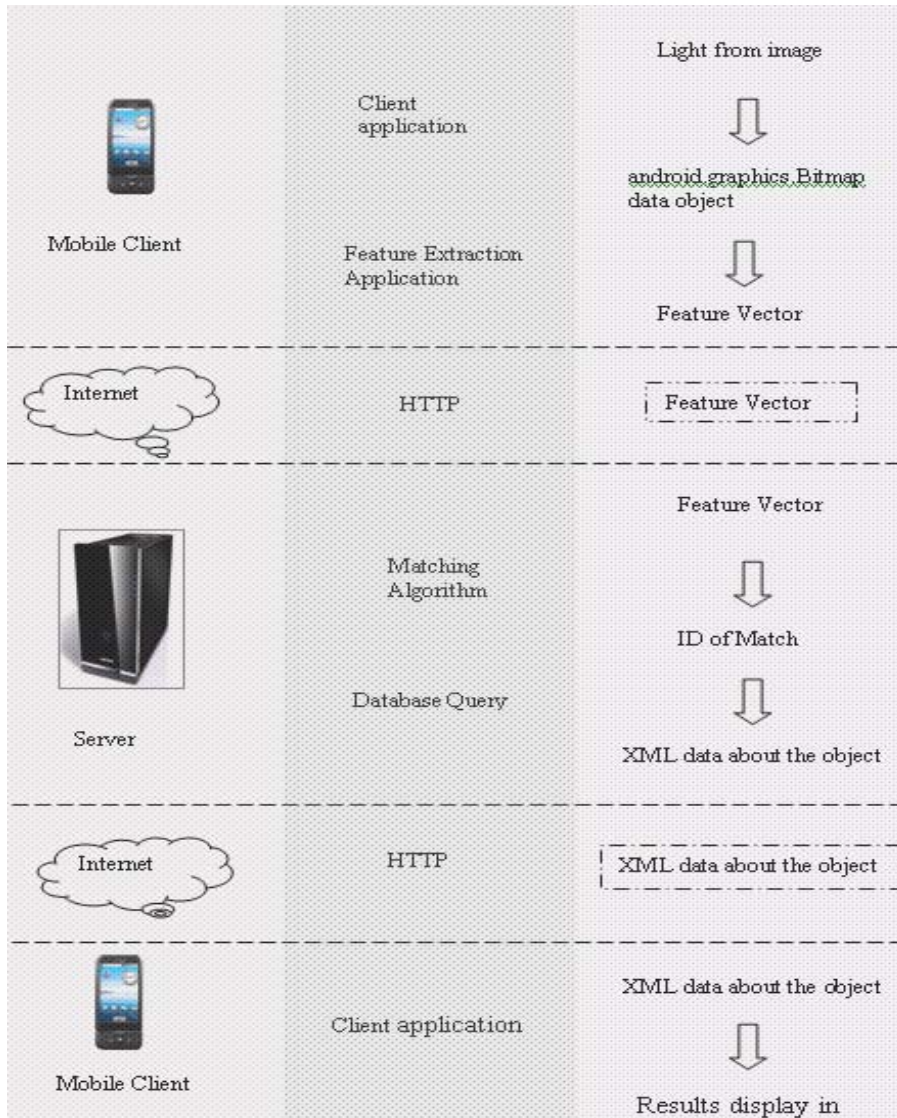 Light from image
Client
application
android.graphics.Bitmap
data object
Mobile Client
Feature Extraction
Application
Feature Vector
Internet
HTTP
Feature Vector
Feature Vector
Matching
Algorithm
ID of Match
Database Query
Server
XML data about the object
Internet
HTTP
XML data about the object
XML data about the object
Client application
Mobile Client
Results display in